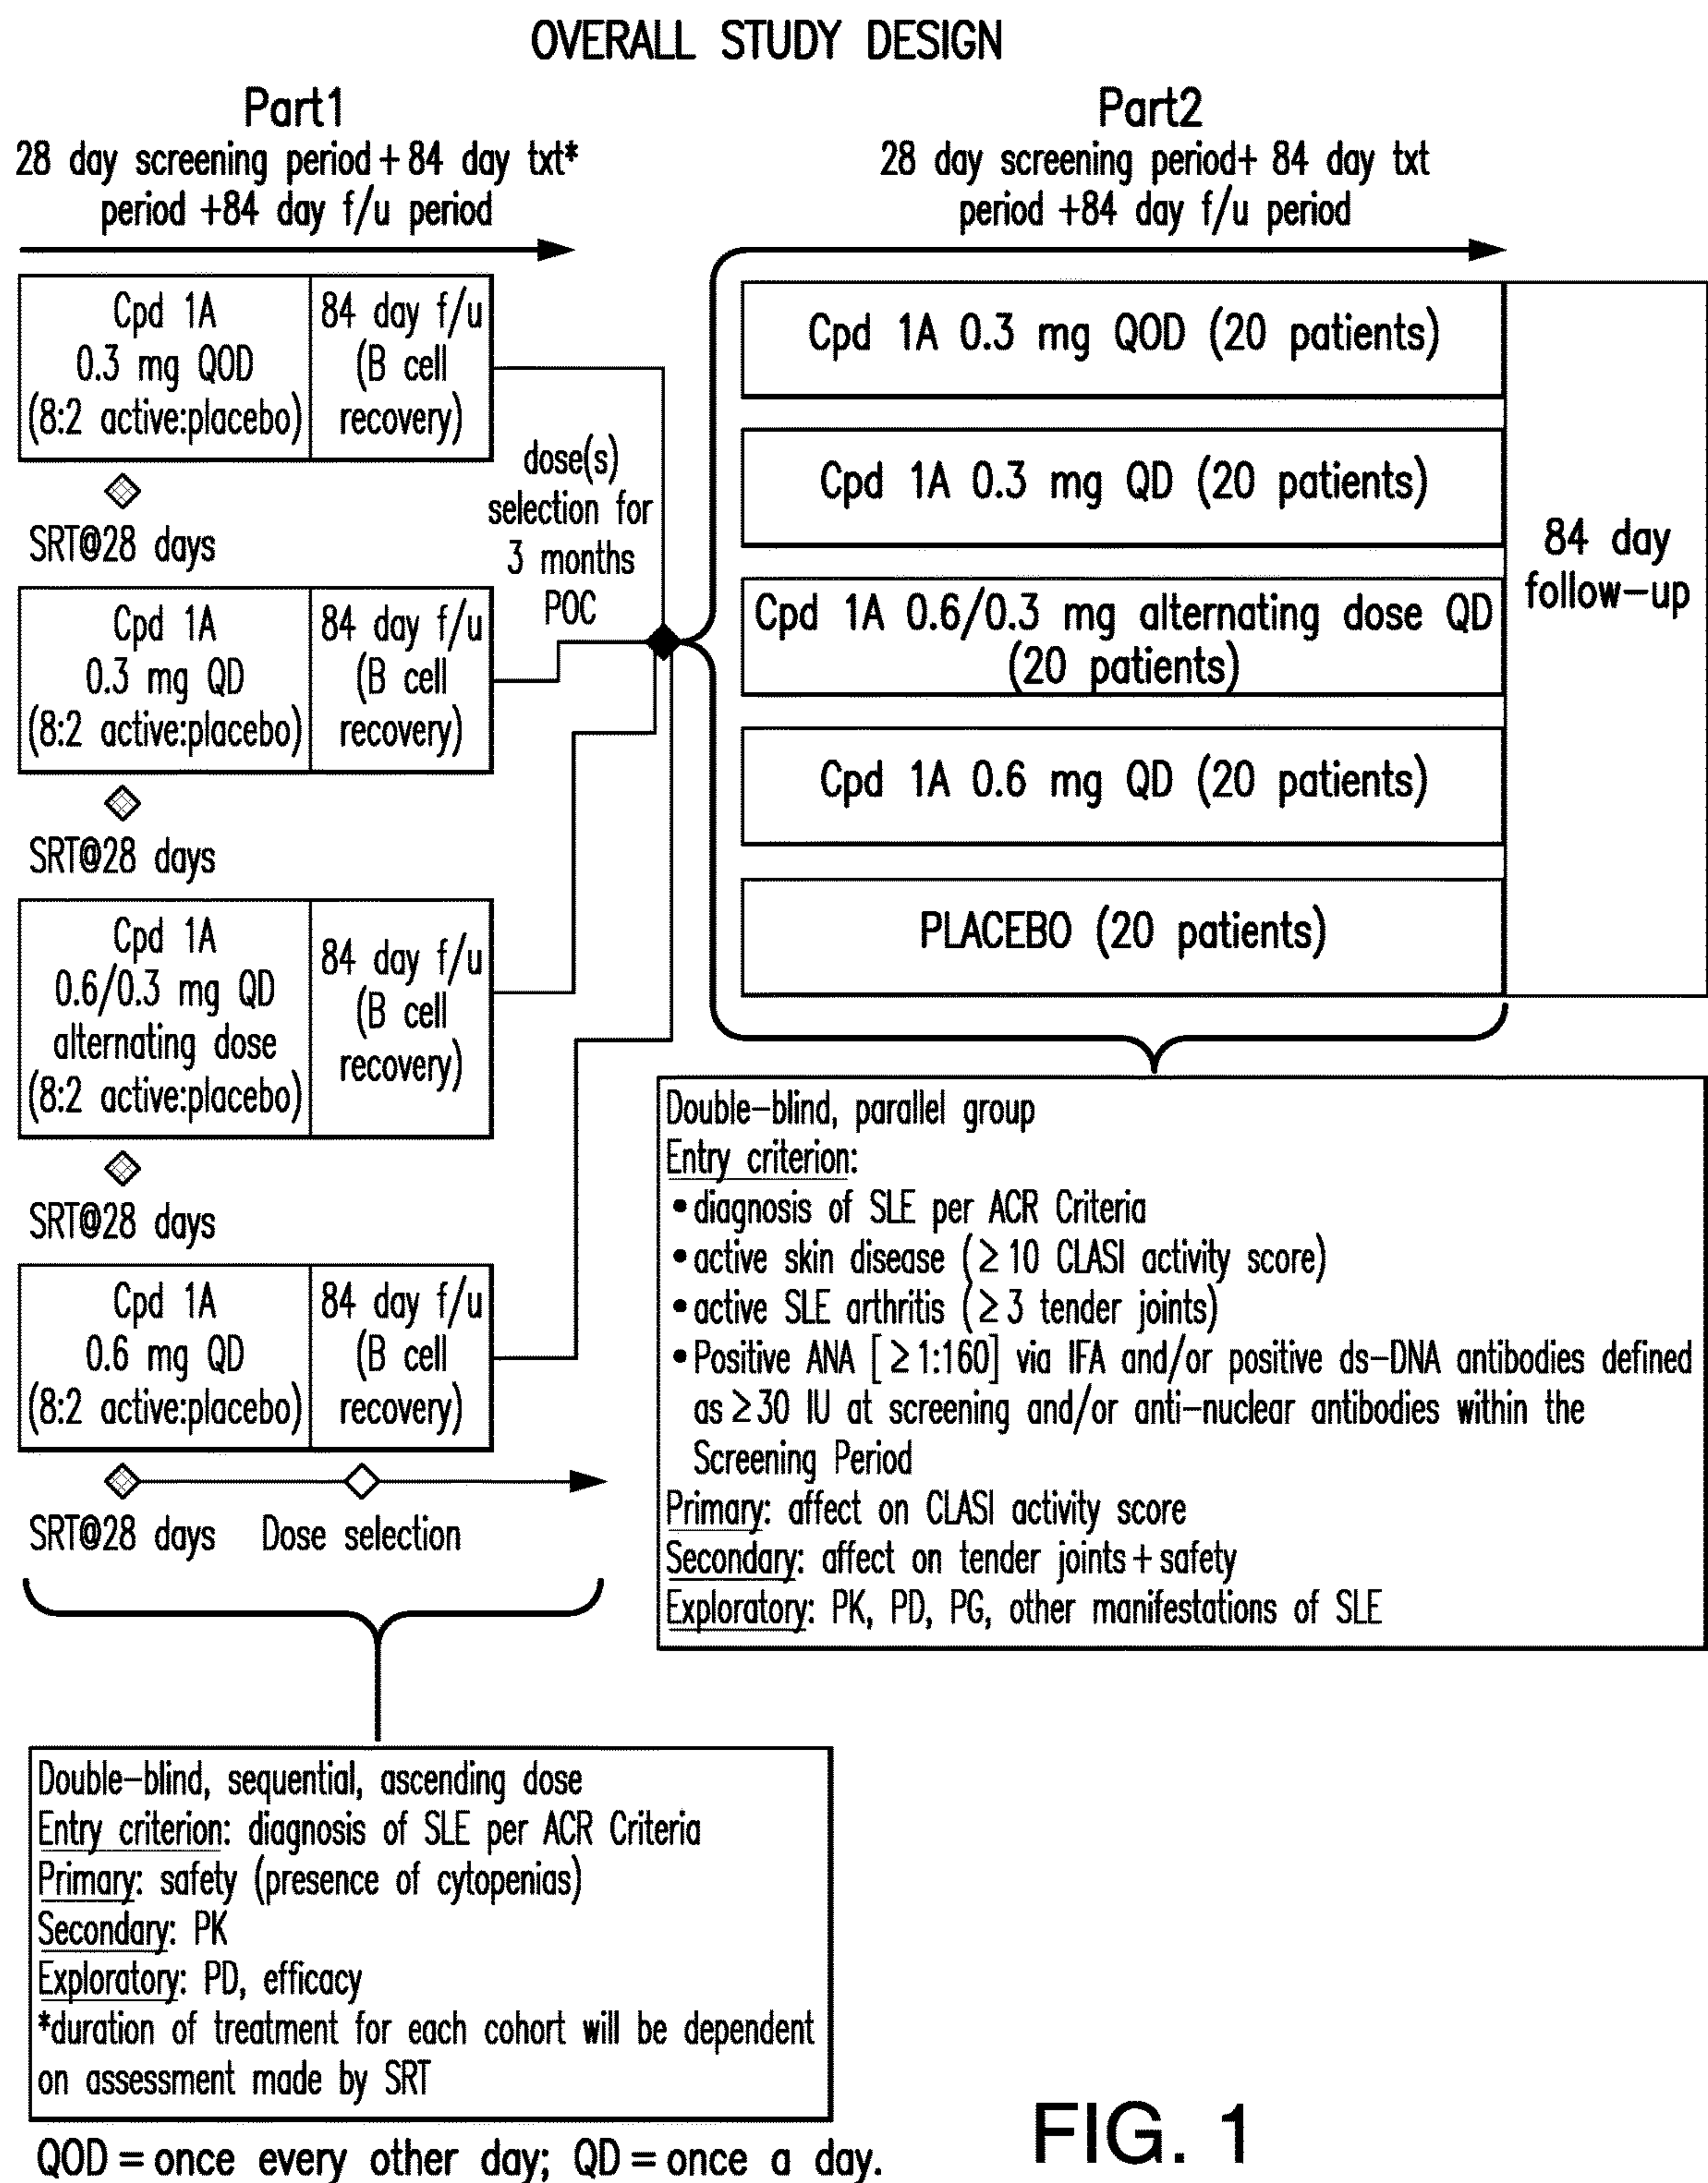 OVERALL STUDY DESIGN
Part1
28 day screening period + 84 day txt*
period +84 day f/u period
Cpd 1A
0.3 mg QOD
(8:2 active:placebo)
84 day f/u
(B cell
recovery)
SRT@28 days
Cpd 1A
0.3 mg QD
(8:2 active:placebo)
84 day f/u
(B cell
recovery)
SRT@28 days
Cpd 1A
0.6/0.3 mg QD
alternating dose
(8:2 active:placebo)
84 day f/u
(B cell
recovery)
SRT@28 days
Cpd 1A
0.6 mg QD
(8:2 active:placebo)
84 day f/u
(B cell
recovery)
SRT@28 days
Dose selection
dose(s)
selection for
3 months
POC
Part2
28 day screening period+ 84 day txt
period +84 day f/u period
Cpd 1A 0.3 mg QOD (20 patients)
Cpd 1A 0.3 mg QD (20 patients)
Cpd 1A 0.6/0.3 mg alternating dose QD
(20 patients)
Cpd 1A 0.6 mg QD (20 patients)
PLACEBO (20 patients)
84 day
follow-up
Double-blind, parallel group
Entry criterion:
•diagnosis of SLE per ACR Criteria
•active skin disease (≥10 CLASI activity score)
•active SLE arthritis (≥3 tender joints)
•Positive ANA [≥1:160] via IFA and/or positive ds-DNA antibodies defined
as ≥30 IU at screening and/or anti-nuclear antibodies within the
Screening Period
Primary: affect on CLASI activity score
Secondary: affect on tender joints + safety
Exploratory: PK, PD, PG, other manifestations of SLE
Double-blind, sequential, ascending dose
Entry criterion: diagnosis of SLE per ACR Criteria
Primary: safety (presence of cytopenias)
Secondary: PK
Exploratory: PD, efficacy
*duration of treatment for each cohort will be dependent
on assessment made by SRT
QOD = once every other day; QD = once a day.
FIG. 1